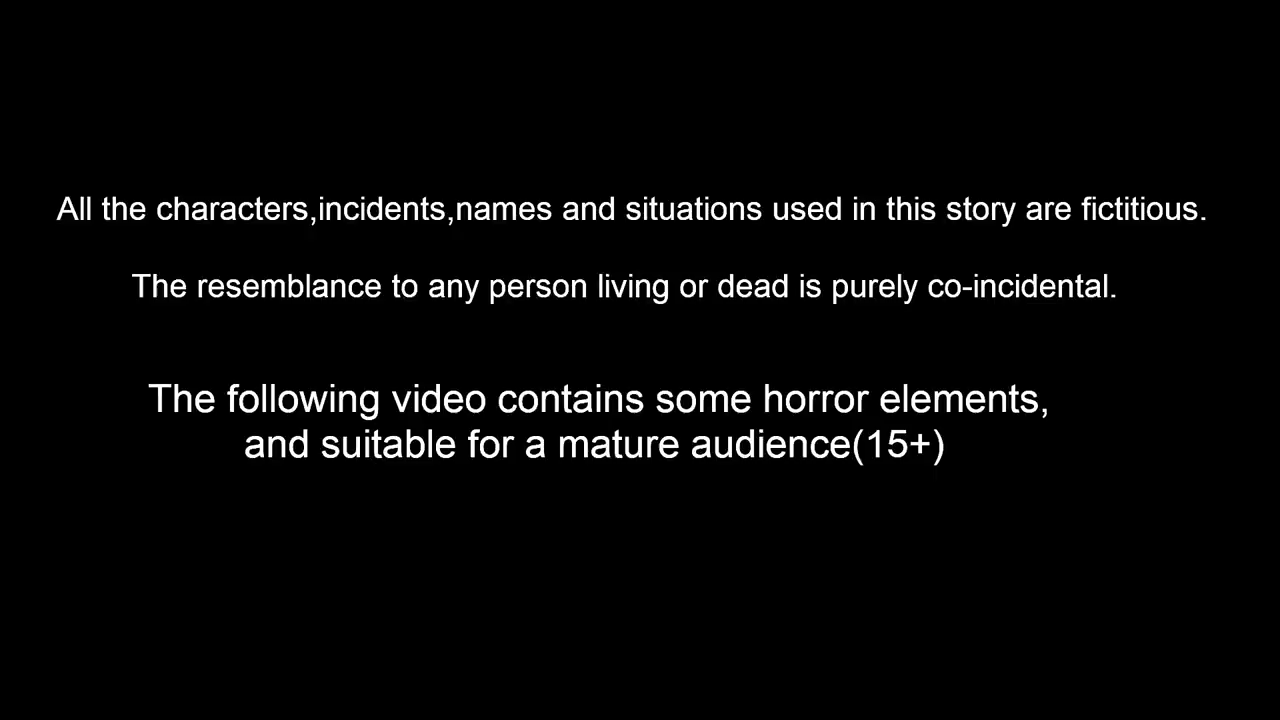 All the characters,incidents,names and situations used in this story are fictitious.
The resemblance to any person living or dead is purely co-incidental.
The following video contains some horror elements,
and suitable for a mature audience(15+)